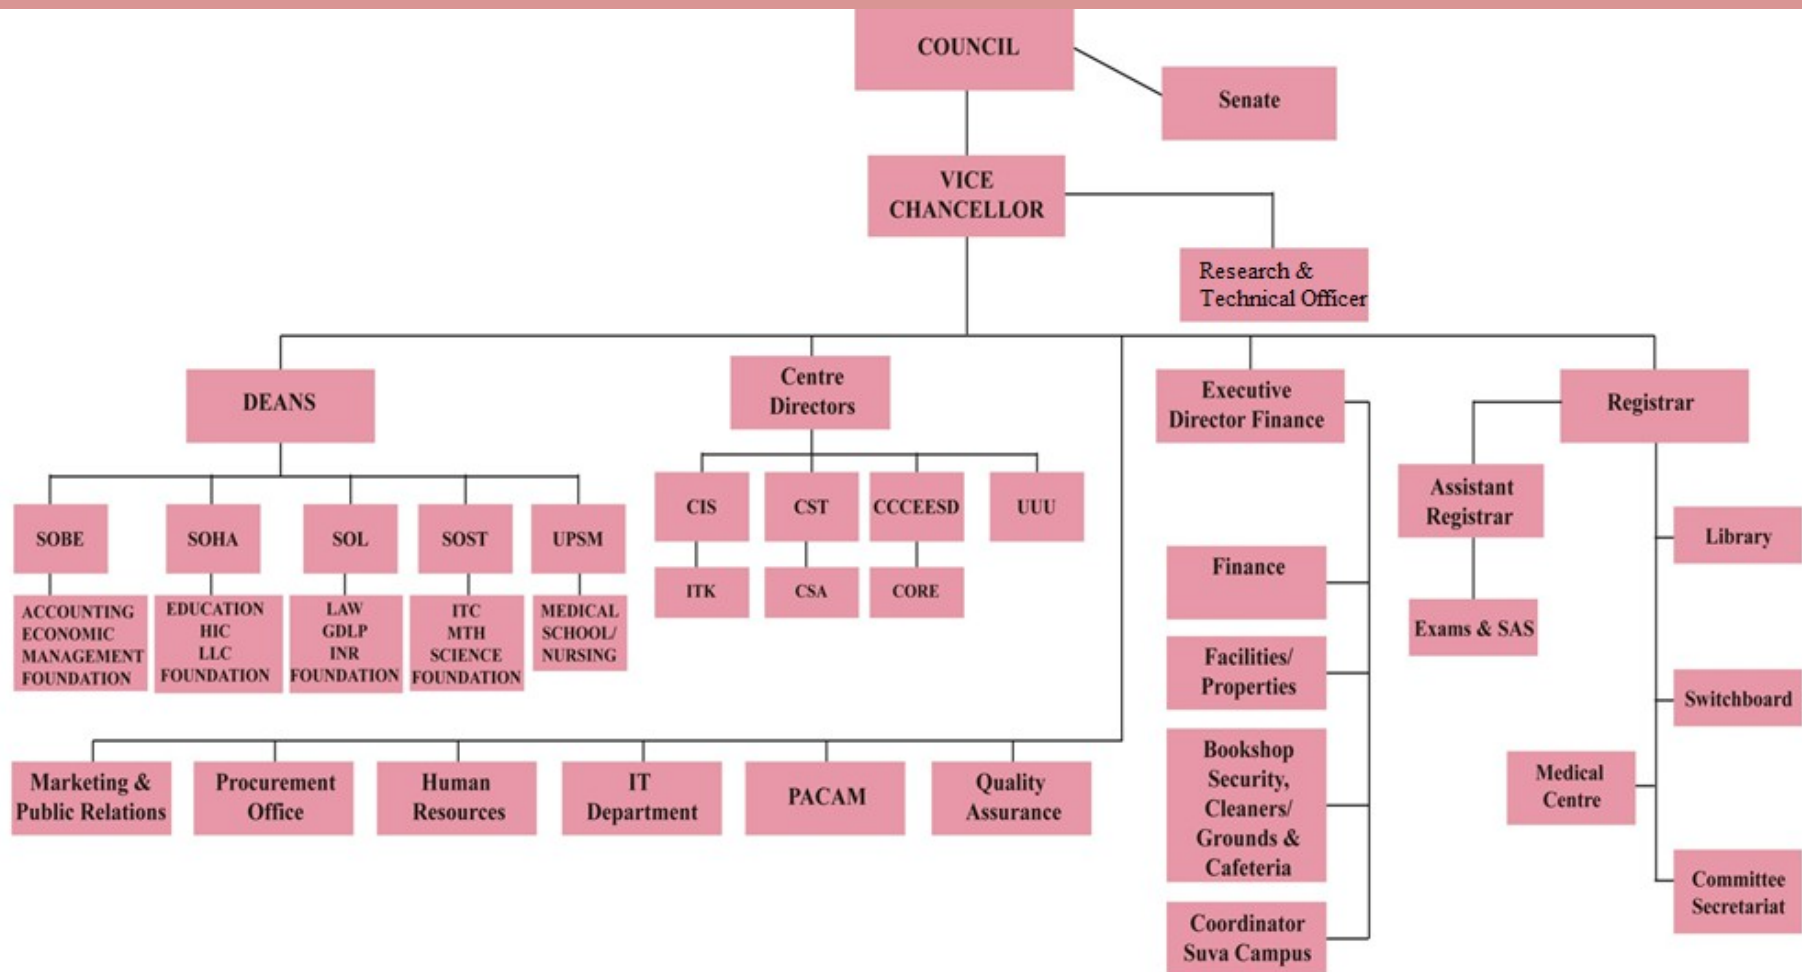 COUNCIL
Senate
VICE
CHANCELLOR
Research &
Technical Officer
DEANS
Centre
Directors
Executive
Director Finance
Registrar
SOBE
SOHA
SOL
SOST
UPSM
ACCOUNTING
ECONOMIC
MANAGEMENT
FOUNDATION
EDUCATION
HIC
LLC
FOUNDATION
LAW
GDLP
INR
FOUNDATION
ITC
MTH
SCIENCE
FOUNDATION
MEDICAL
SCHOOL/
NURSING
CIS
CST
CCCEESD
UUU
ITK
CSA
CORE
Finance
Facilities/
Properties
Bookshop
Security,
Cleaners/
Grounds &
Cafeteria
Coordinator
Suva Campus
Assistant
Registrar
Exams & SAS
Library
Switchboard
Medical
Centre
Committee
Secretariat
Marketing &
Public Relations
Procurement
Office
Human
Resources
IT
Department
PACAM
Quality
Assurance